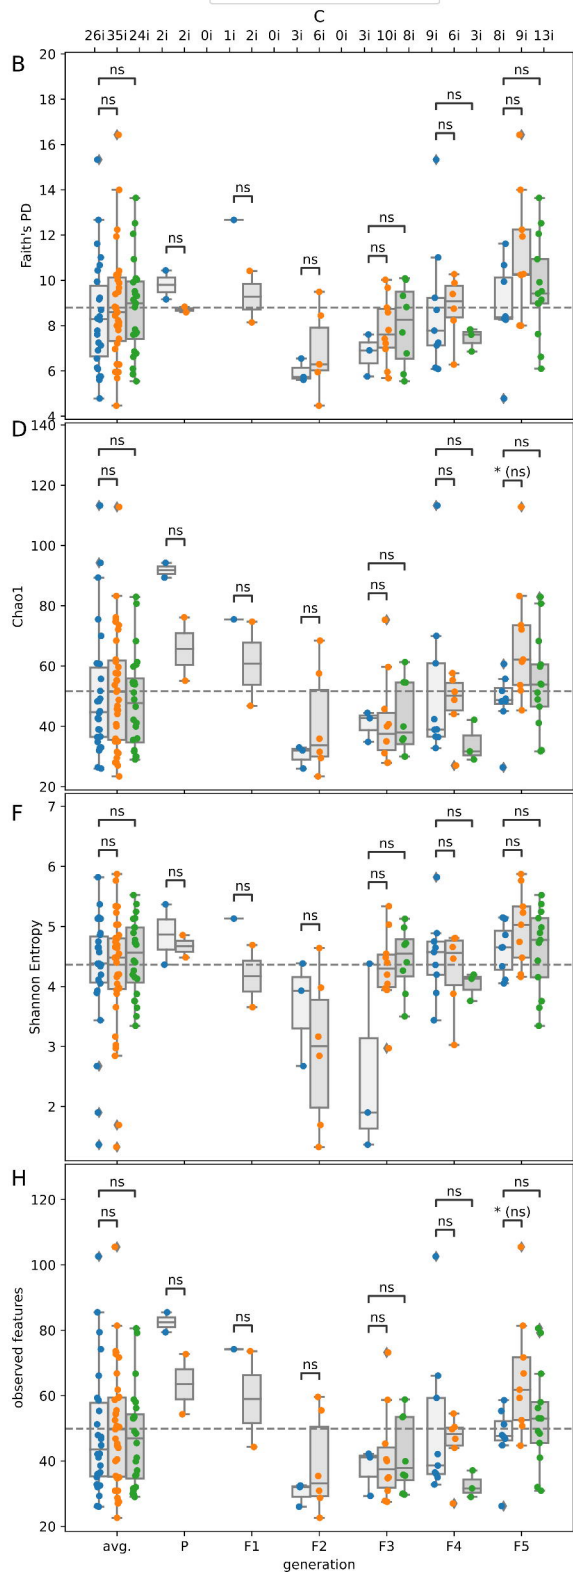 C
26i 35i 24i 2i 2i 0i 1i 2i 0i 3i 6i 0i 3i 10i 8i 9i 6i 3i 8i 9i 13i
B
20
18
16
14
12
10
8
6
4
Faith's PD
ns
ns
ns
ns
ns
ns
ns
ns
ns
ns
ns
D
140
120
100
80
60
40
20
Chao1
ns
ns
ns
ns
ns
ns
ns
ns
ns
ns
* (ns)
F
7
6
5
4
3
2
Shannon Entropy
ns
ns
ns
ns
ns
ns
ns
ns
ns
ns
ns
H
120
100
80
60
40
20
observed features
ns
ns
ns
ns
ns
ns
ns
ns
ns
ns
* (ns)
avg. P F1 F2 F3 F4 F5
generation